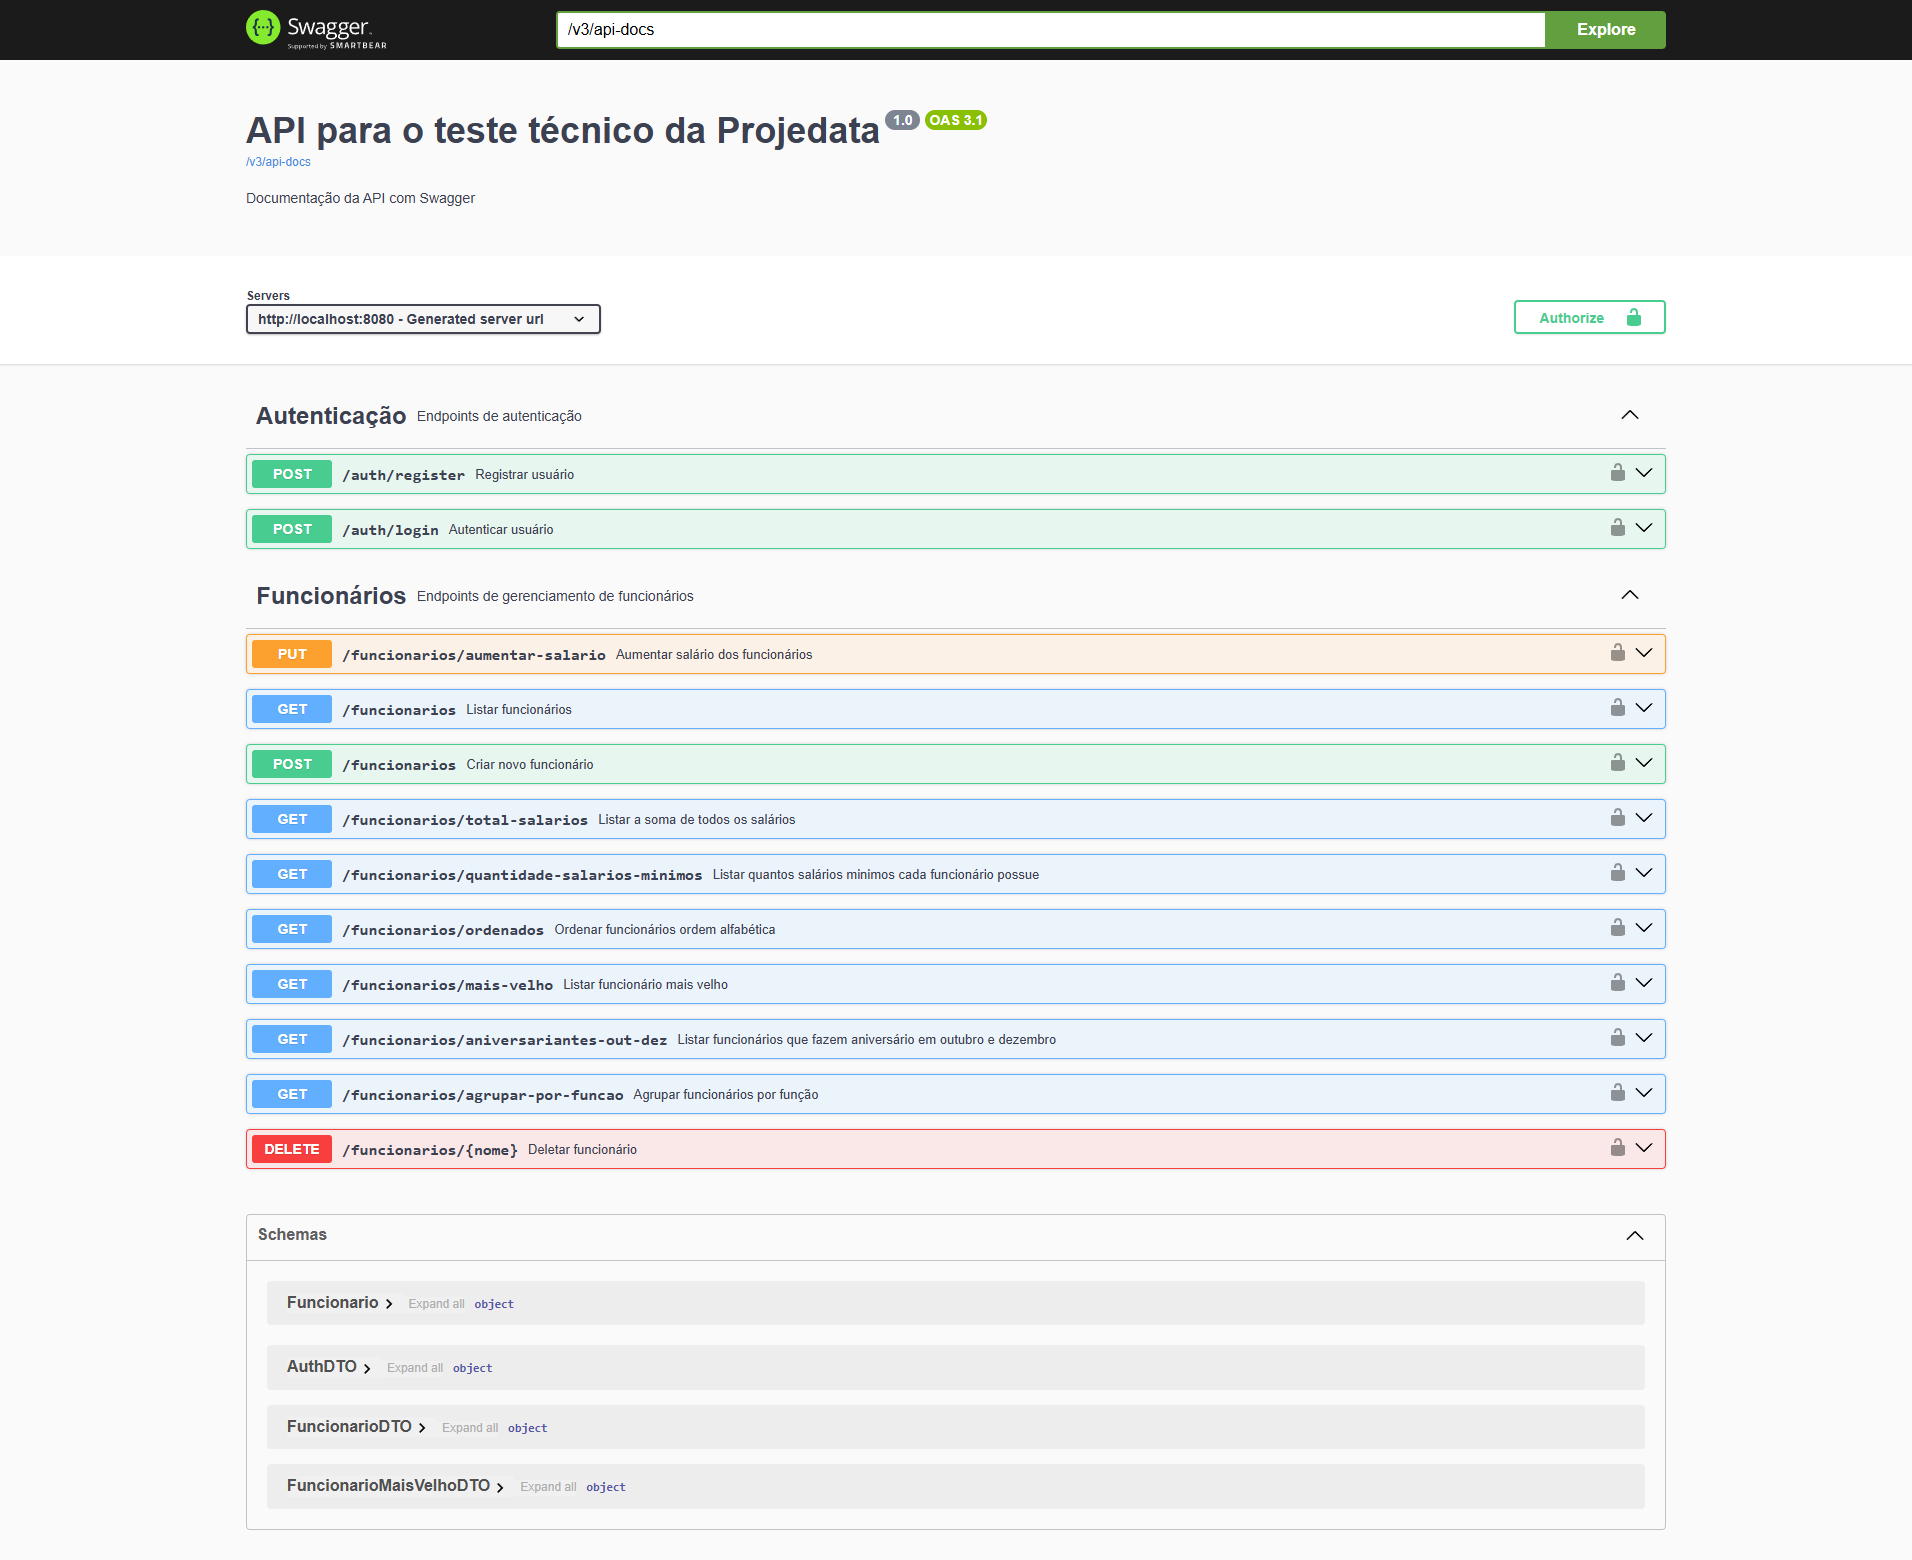 Swagger
Supported by SMARTBEAR
/v3/api-docs
Explore
API para o teste técnico da Projedata 1.0 OAS 3.1
/v3/api-docs
Documentação da API com Swagger
Servers
http://localhost:8080 - Generated server url
Authorize
Autenticação Endpoints de autenticação
POST /auth/register Registrar usuário
POST /auth/login Autenticar usuário
Funcionários Endpoints de gerenciamento de funcionários
PUT /funcionarios/aumentar-salario Aumentar salário dos funcionários
GET /funcionarios Listar funcionários
POST /funcionarios Criar novo funcionário
GET /funcionarios/total-salarios Listar a soma de todos os salários
GET /funcionarios/quantidade-salarios-minimos Listar quantos salários minimos cada funcionário possue
GET /funcionarios/ordenados Ordenar funcionários ordem alfabética
GET /funcionarios/mais-velho Listar funcionário mais velho
GET /funcionarios/aniversariantes-out-dez Listar funcionários que fazem aniversário em outubro e dezembro
GET /funcionarios/agrupar-por-funcao Agrupar funcionários por função
DELETE /funcionarios/{nome} Deletar funcionário
Schemas
Funcionario Expand all object
AuthDTO Expand all object
FuncionarioDTO Expand all object
FuncionarioMaisVelhoDTO Expand all object